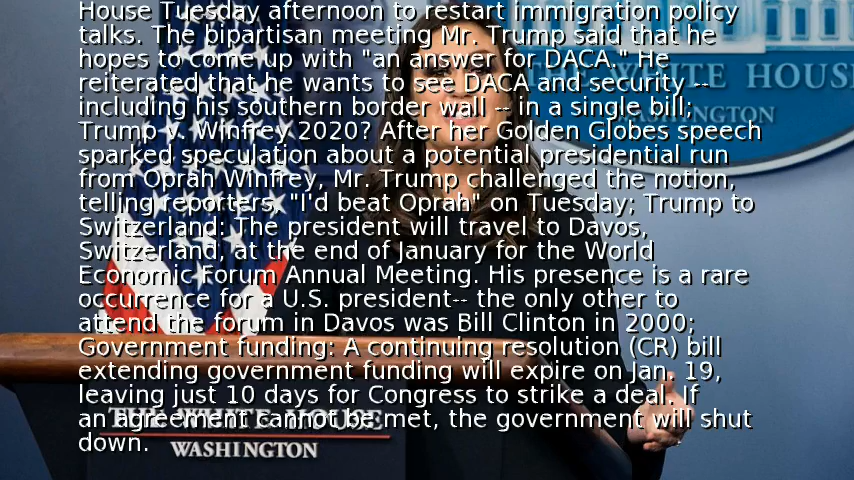 House Tuesday afternoon to restart immigration policy
talks. The bipartisan meeting Mr. Trump said that he
hopes to come up with "an answer for DACA." He
reiterated that he wants to see DACA and security --
including his southern border wall -- in a single bill;
Trump v. Winfrey 2020? After her Golden Globes speech
sparked speculation about a potential presidential run
from Oprah Winfrey, Mr. Trump challenged the notion,
telling reporters, "I'd beat Oprah" on Tuesday; Trump to
Switzerland: The president will travel to Davos,
Switzerland, at the end of January for the World
Economic Forum Annual Meeting. His presence is a rare
occurrence for a U.S. president-- the only other to
attend the forum in Davos was Bill Clinton in 2000;
Government funding: A continuing resolution (CR) bill
extending government funding will expire on Jan. 19,
leaving just 10 days for Congress to strike a deal. If
an agreement cannot be met, the government will shut
down.
THE WHITE HOUSE
WASHINGTON
THE WHITE HOUSE
WASHINGTON